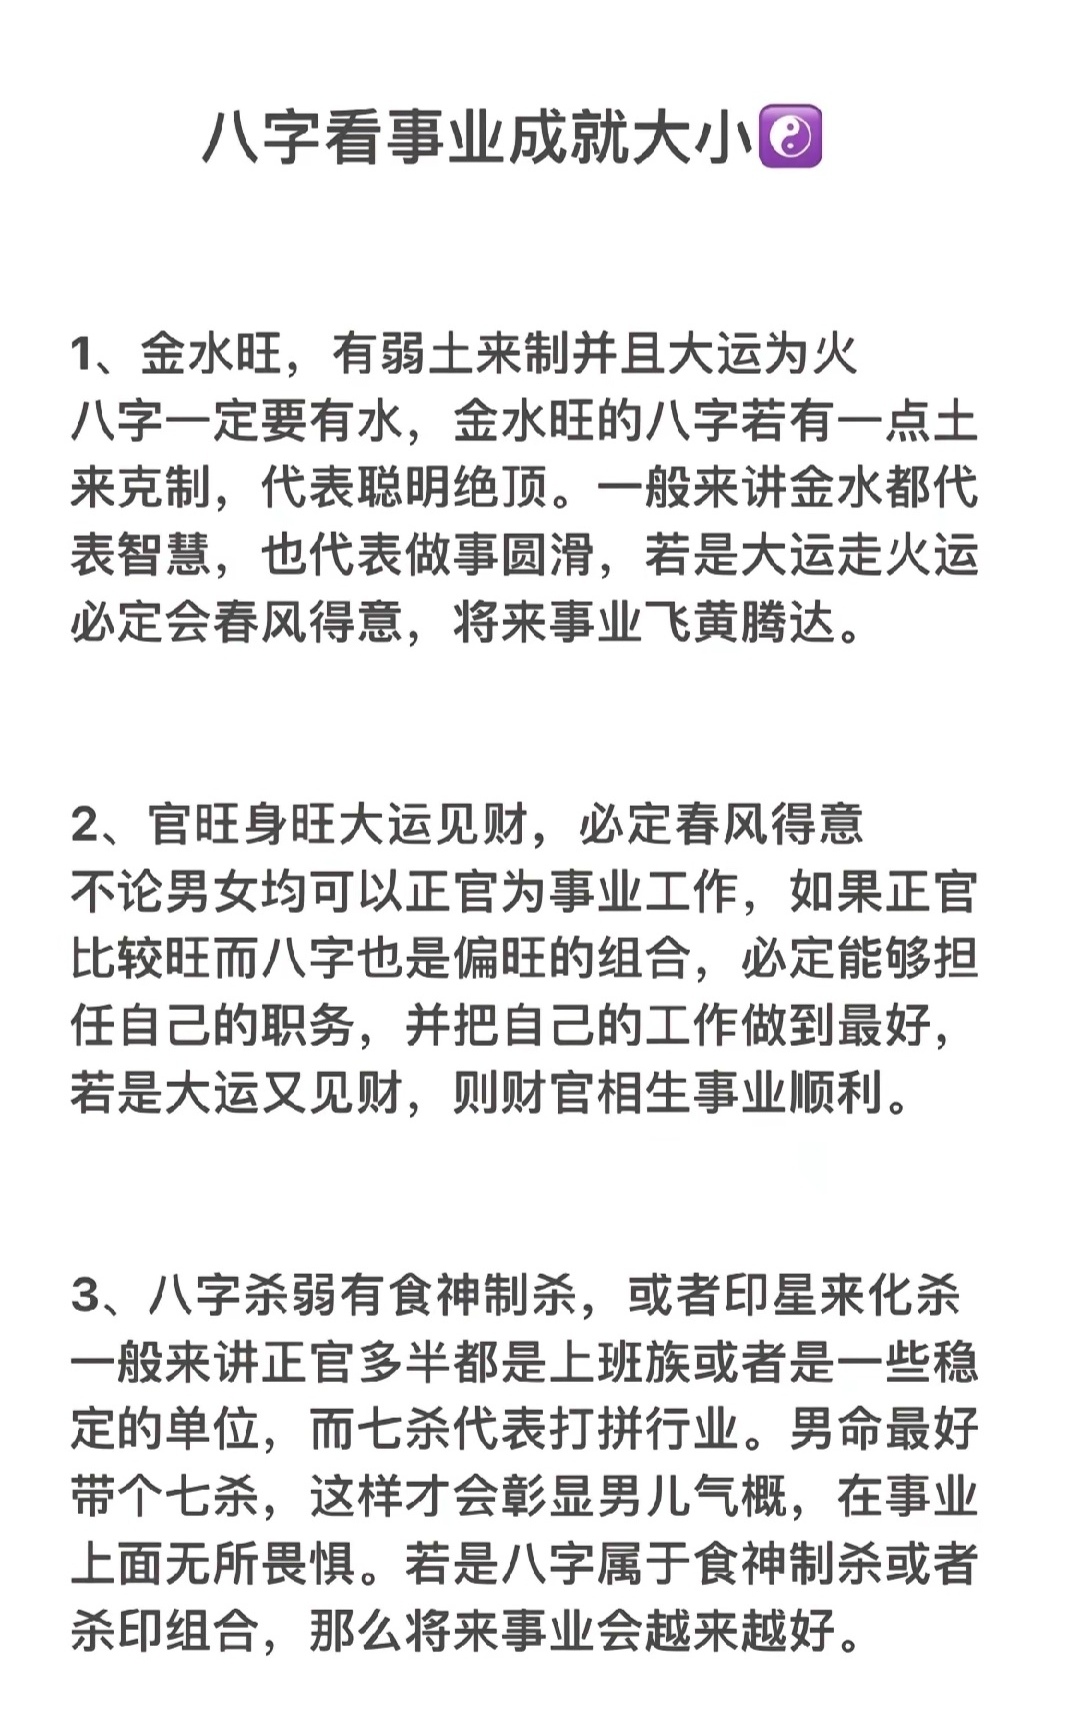 八字看事业成就大小☯️
1、金水旺，有弱土来制并且大运为火
八字一定要有水，金水旺的八字若有一点土
来克制，代表聪明绝顶。一般来讲金水都代
表智慧，也代表做事圆滑，若是大运走火运
必定会春风得意，将来事业飞黄腾达。
2、官旺身旺大运见财，必定春风得意
不论男女均可以正官为事业工作，如果正官
比较旺而八字也是偏旺的组合，必定能够担
任自己的职务，并把自己的工作做到最好，
若是大运又见财，则财官相生事业顺利。
3、八字杀弱有食神制杀，或者印星来化杀
一般来讲正官多半都是上班族或者是一些稳
定的单位，而七杀代表打拼行业。男命最好
带个七杀，这样才会彰显男儿气概，在事业
上面无所畏惧。若是八字属于食神制杀或者
杀印组合，那么将来事业会越来越好。